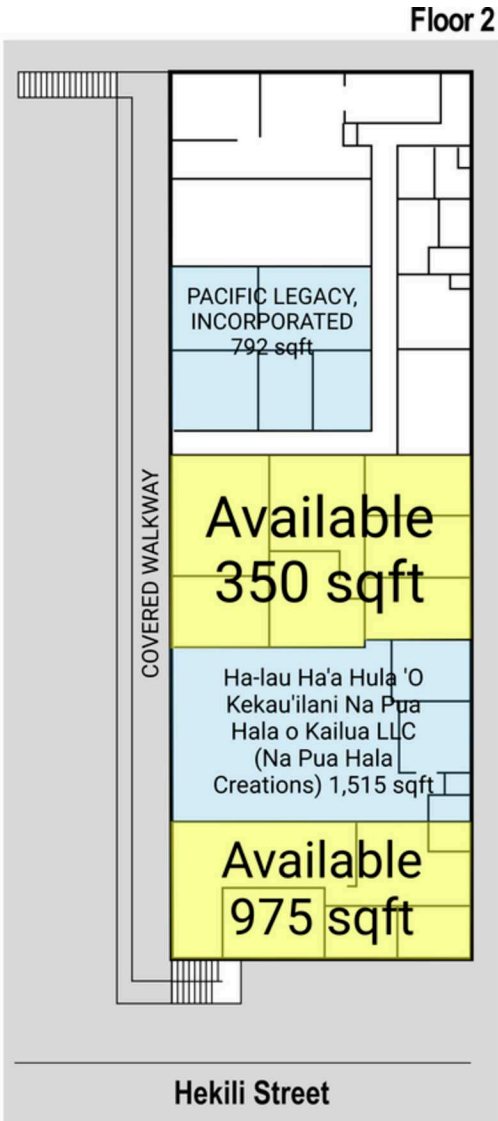 Floor 2
PACIFIC LEGACY,
INCORPORATED
792 sqft
COVERED WALKWAY
Available
350 sqft
Ha-lau Ha'a Hula 'O
Kekau'ilani Na Pua
Hala o Kailua LLC
(Na Pua Hala
Creations) 1,515 sqft
Available
975 sqft
Hekili Street